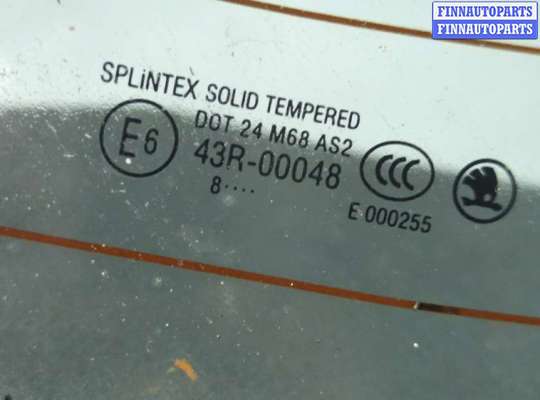 FINNAUTOPARTS
FINNAUTOPARTS
SPLiNTEX SOLID TEMPERED
DOT 24 M68 AS2
E6
43R-00048
CCC
8····
E 000255